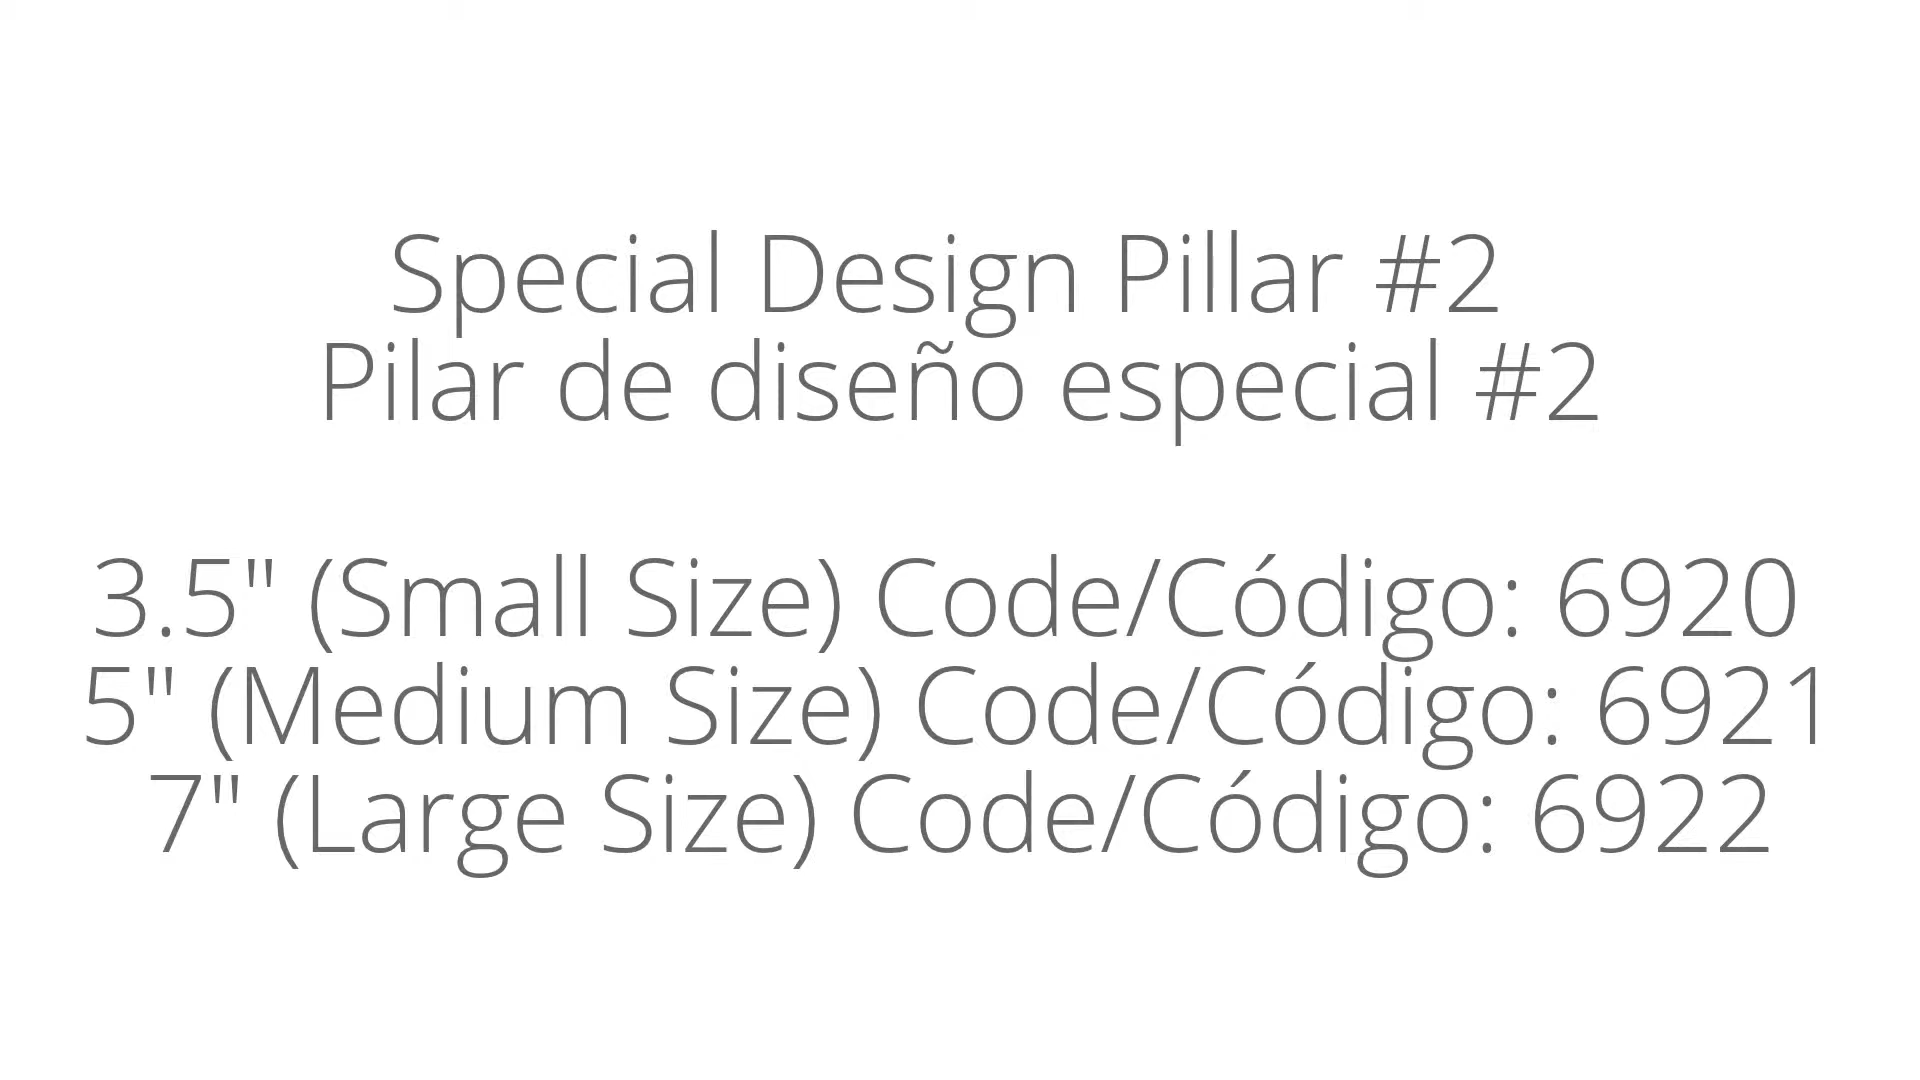 Special Design Pillar #2
Pilar de diseño especial #2
3.5" (Small Size) Code/Código: 6920
5" (Medium Size) Code/Código: 6921
7" (Large Size) Code/Código: 6922